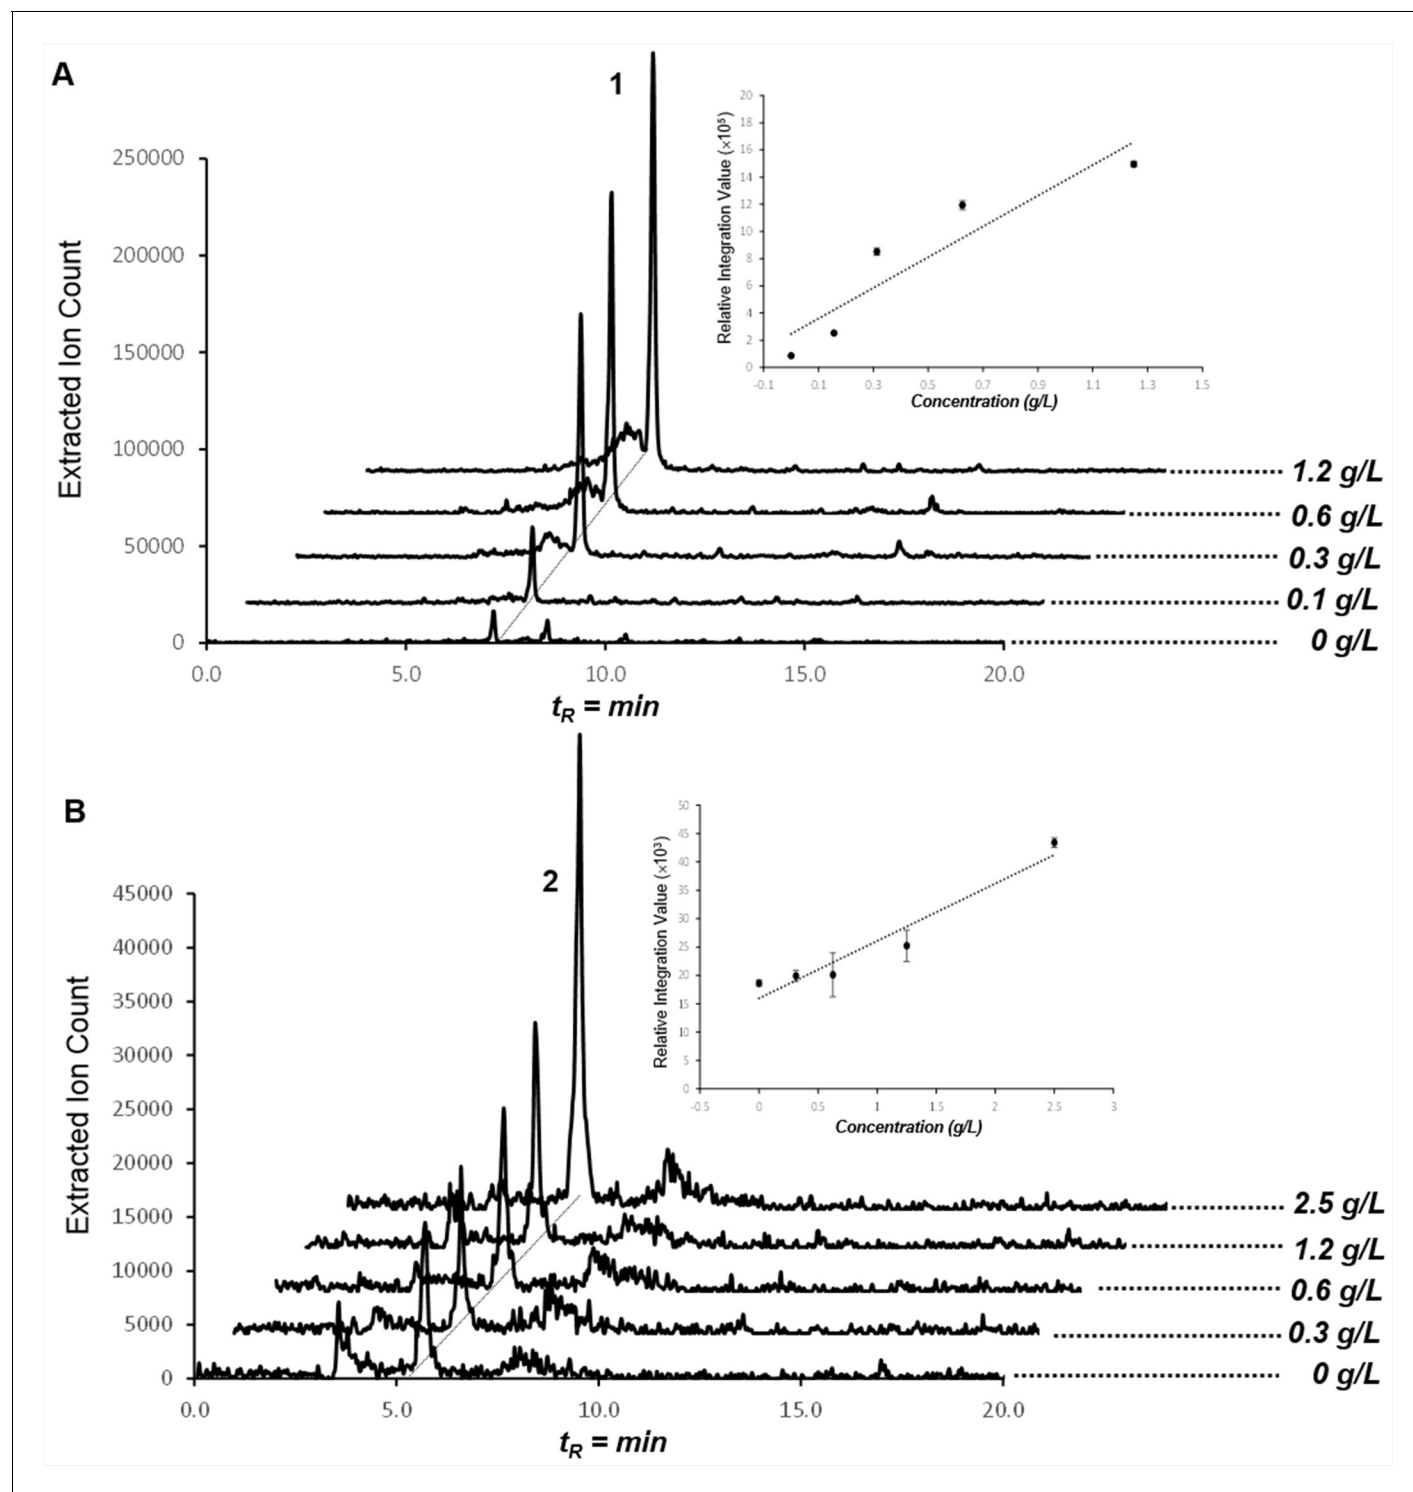 A
1
Extracted Ion Count
250000
200000
150000
100000
50000
0
0.0 5.0 10.0 15.0 20.0
tR = min
1.2 g/L
0.6 g/L
0.3 g/L
0.1 g/L
0 g/L
Relative Integration Value (×10⁵)
20
18
16
14
12
10
8
6
4
2
0
-0.1 0.1 0.3 0.5 0.7 0.9 1.1 1.3 1.5
Concentration (g/L)
B
2
Extracted Ion Count
45000
40000
35000
30000
25000
20000
15000
10000
5000
0
0.0 5.0 10.0 15.0 20.0
tR = min
2.5 g/L
1.2 g/L
0.6 g/L
0.3 g/L
0 g/L
Relative Integration Value (×10³)
50
45
40
35
30
25
20
15
10
5
0
-0.5 0 0.5 1 1.5 2 2.5 3
Concentration (g/L)